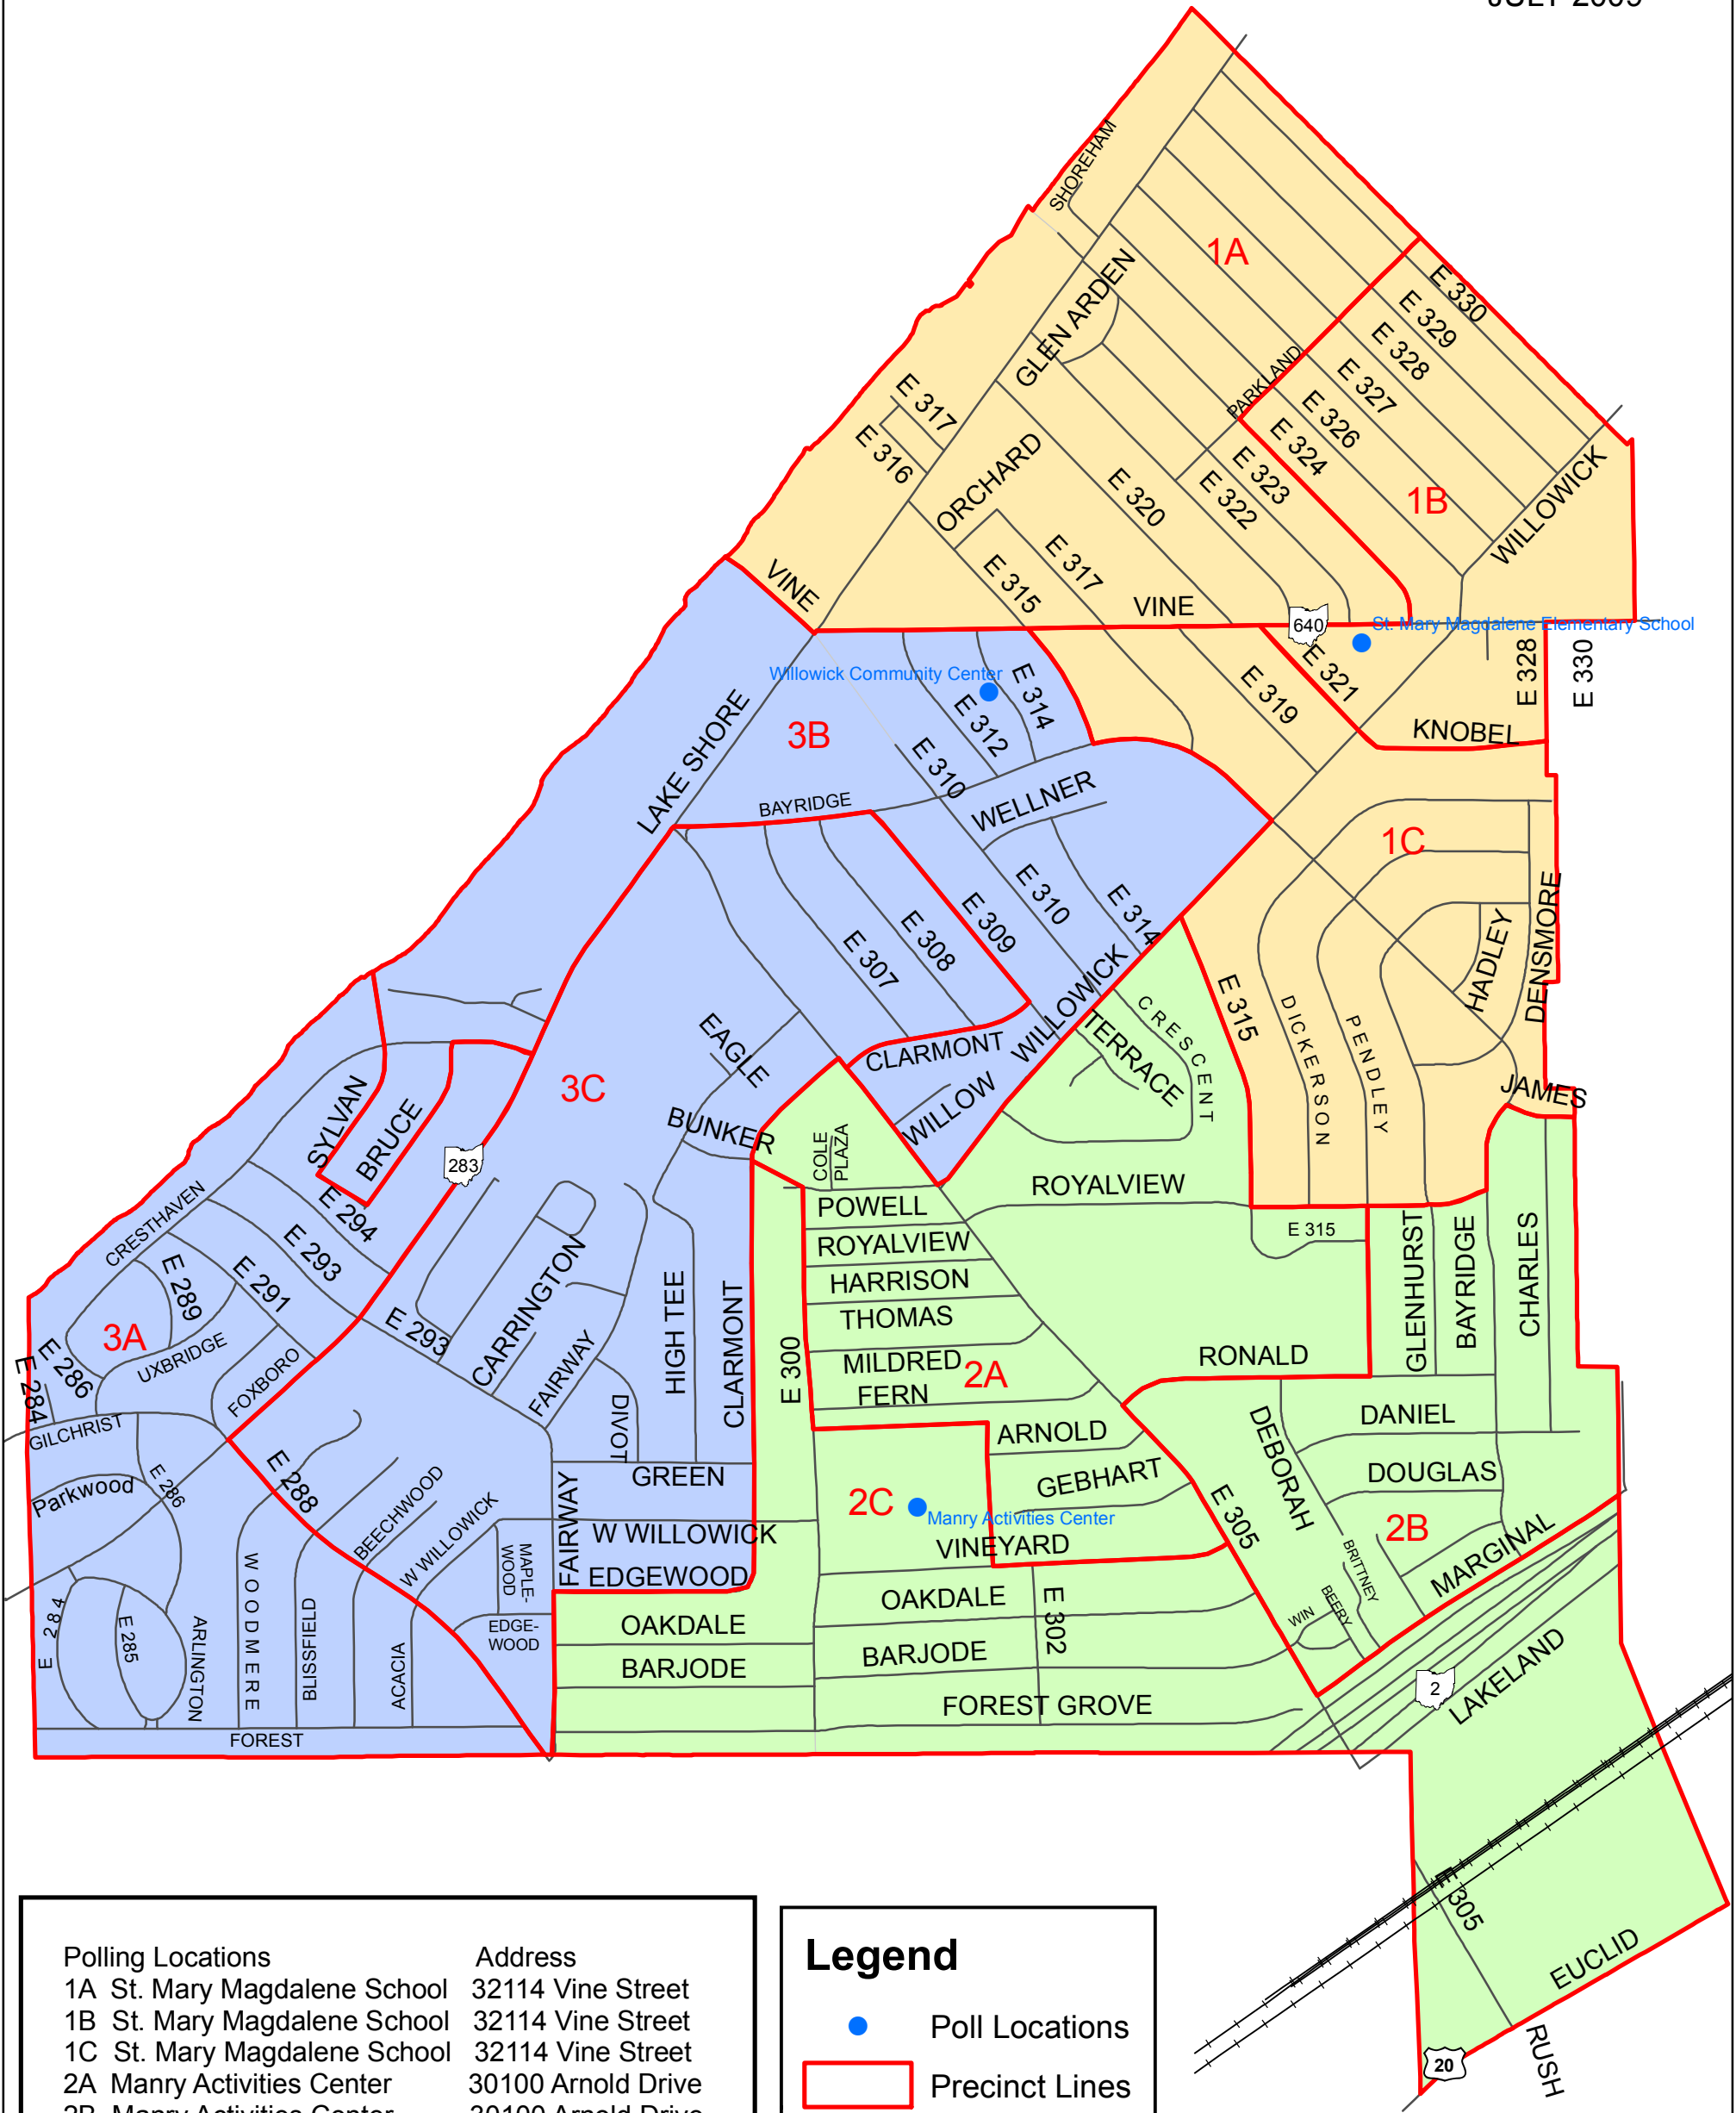 SHOREHAM
1A
GLEN ARDEN
E 330
E 329
E 328
E 327
E 326
E 324
PARKLAND
E 317
E 316
ORCHARD
E 323
E 322
E 320
1B
WILLOWICK
E 317
E 315
VINE
VINE
640
St. Mary Magdalene Elementary School
Willowick Community Center
E 314
E 312
E 310
3B
LAKE SHORE
E 321
E 319
E 328
E 330
KNOBEL
BAYRIDGE
WELLNER
1C
E 310
E 314
E 309
E 308
E 307
HADLEY
DENSMORE
WILLOWICK
CRESCENT
TERRACE
E 315
DICKERSON
PENDLEY
JAMES
EAGLE
CLARMONT
WILLOW
3C
BUNKER
SYLVAN
BRUCE
283
COLE
PLAZA
POWELL
ROYALVIEW
ROYALVIEW
E 315
HARRISON
THOMAS
MILDRED
FERN
2A
RONALD
GLENHURST
BAYRIDGE
CHARLES
CRESTHAVEN
E 294
E 293
E 291
E 289
3A
UXBRIDGE
E 286
E 284
FOXBORO
GILCHRIST
Parkwood
E 286
E 293
CARRINGTON
FAIRWAY
DIVOT
HIGH TEE
CLARMONT
E 300
GREEN
ARNOLD
GEBHART
2C
Manry Activities Center
VINEYARD
E 305
DEBORAH
DANIEL
DOUGLAS
2B
MARGINAL
BRITTNEY
BEERY
WIN
E 288
BEECHWOOD
W WILLOWICK
MAPLE-
WOOD
FAIRWAY
W WILLOWICK
EDGEWOOD
EDGE-
WOOD
OAKDALE
BARJODE
OAKDALE
BARJODE
E 302
FOREST GROVE
E 284
E 285
ARLINGTON
WOODMERE
BLISSFIELD
ACACIA
FOREST
2
LAKELAND
E 305
EUCLID
20
RUSH
Polling Locations Address
1A St. Mary Magdalene School 32114 Vine Street
1B St. Mary Magdalene School 32114 Vine Street
1C St. Mary Magdalene School 32114 Vine Street
2A Manry Activities Center 30100 Arnold Drive
2B Manry Activities Center 30100 Arnold Drive
Legend
Poll Locations
Precinct Lines